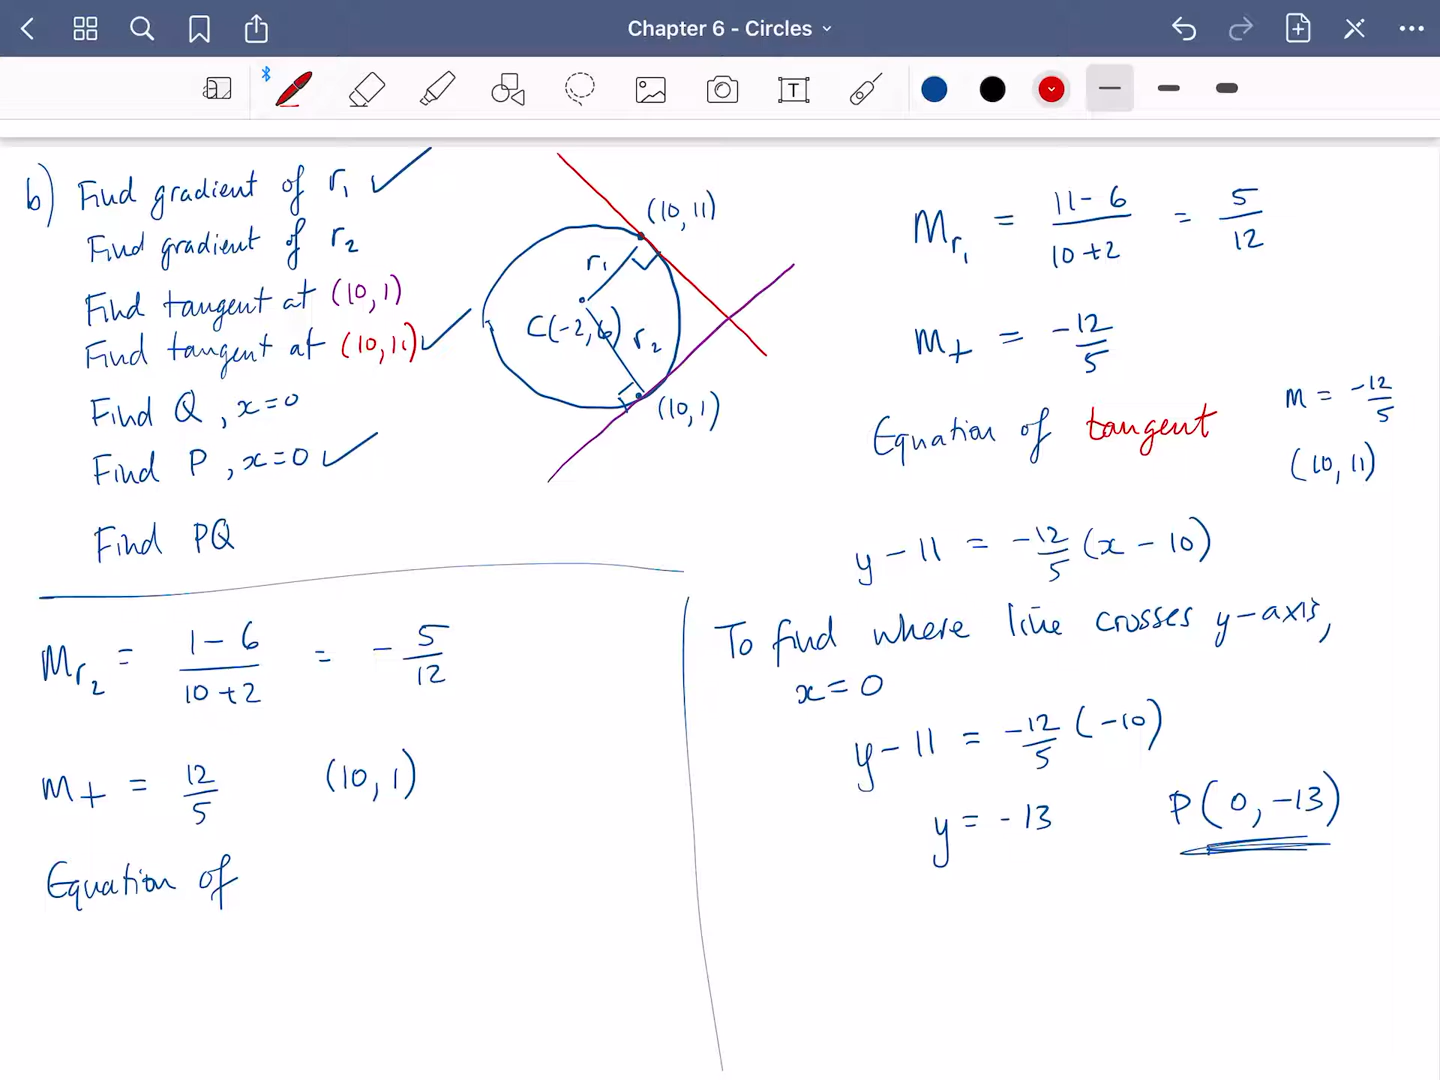 Chapter 6 - Circles
b) Find gradient of r₁ ✓
Find gradient of r₂
Find tangent at (10, 1)
Find tangent at (10, 11) ✓
Find Q, x=0
Find P, x=0 ✓
Find PQ
(10, 11)
r₁
C(-2, 6)
r₂
(10, 1)
M_r₁ = (11-6)/(10+2) = 5/12
m_t = -12/5
Equation of tangent
m = -12/5
(10, 11)
y-11 = -12/5 (x-10)
To find where line crosses y-axis,
x=0
y-11 = -12/5 (-10)
y = -13
P(0, -13)
M_r₂ = (1-6)/(10+2) = -5/12
m_t = 12/5 (10, 1)
Equation of